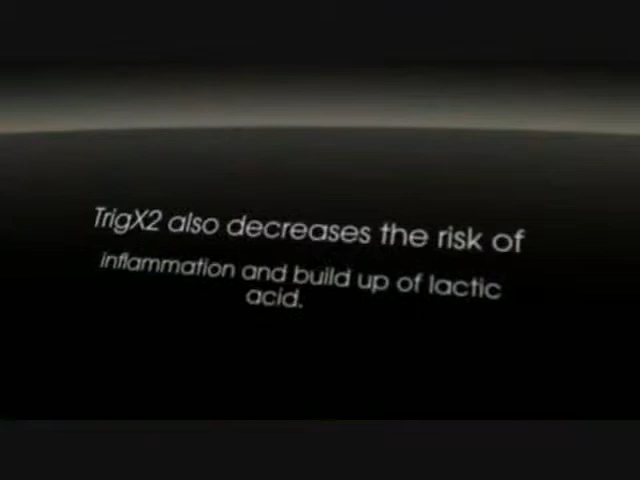 TrigX2 also decreases the risk of
inflammation and build up of lactic
acid.